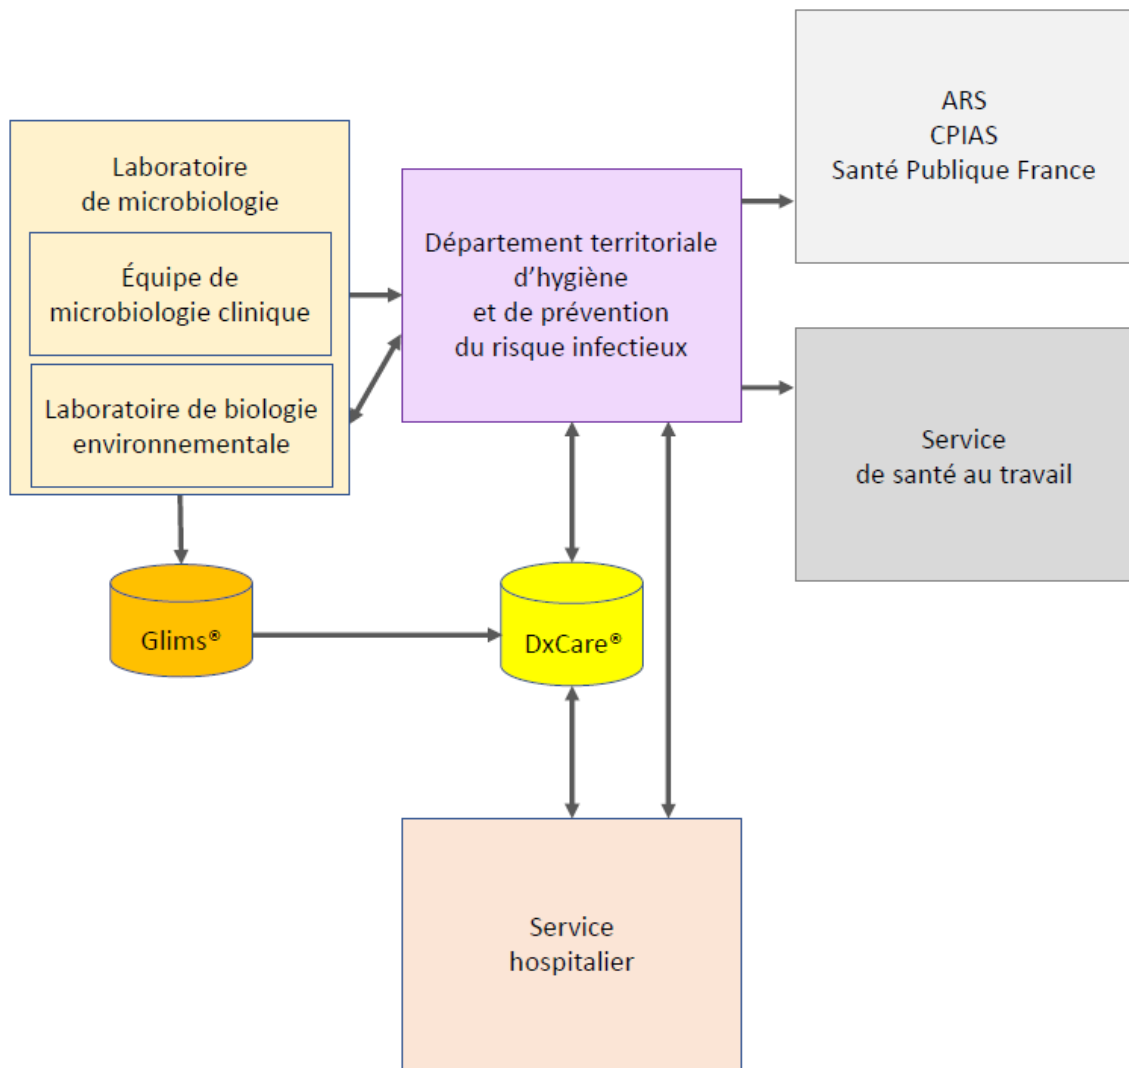 Laboratoire
de microbiologie
Équipe de
microbiologie clinique
Laboratoire de biologie
environnementale
Département territoriale
d’hygiène
et de prévention
du risque infectieux
ARS
CPIAS
Santé Publique France
Service
de santé au travail
Glims®
DxCare®
Service
hospitalier